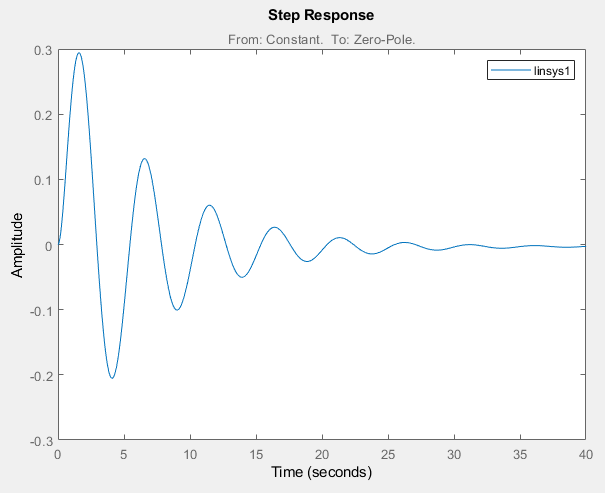 Step Response
From: Constant.  To: Zero-Pole.
linsys1
0.3
0.2
0.1
0
-0.1
-0.2
-0.3
Amplitude
0 5 10 15 20 25 30 35 40
Time (seconds)